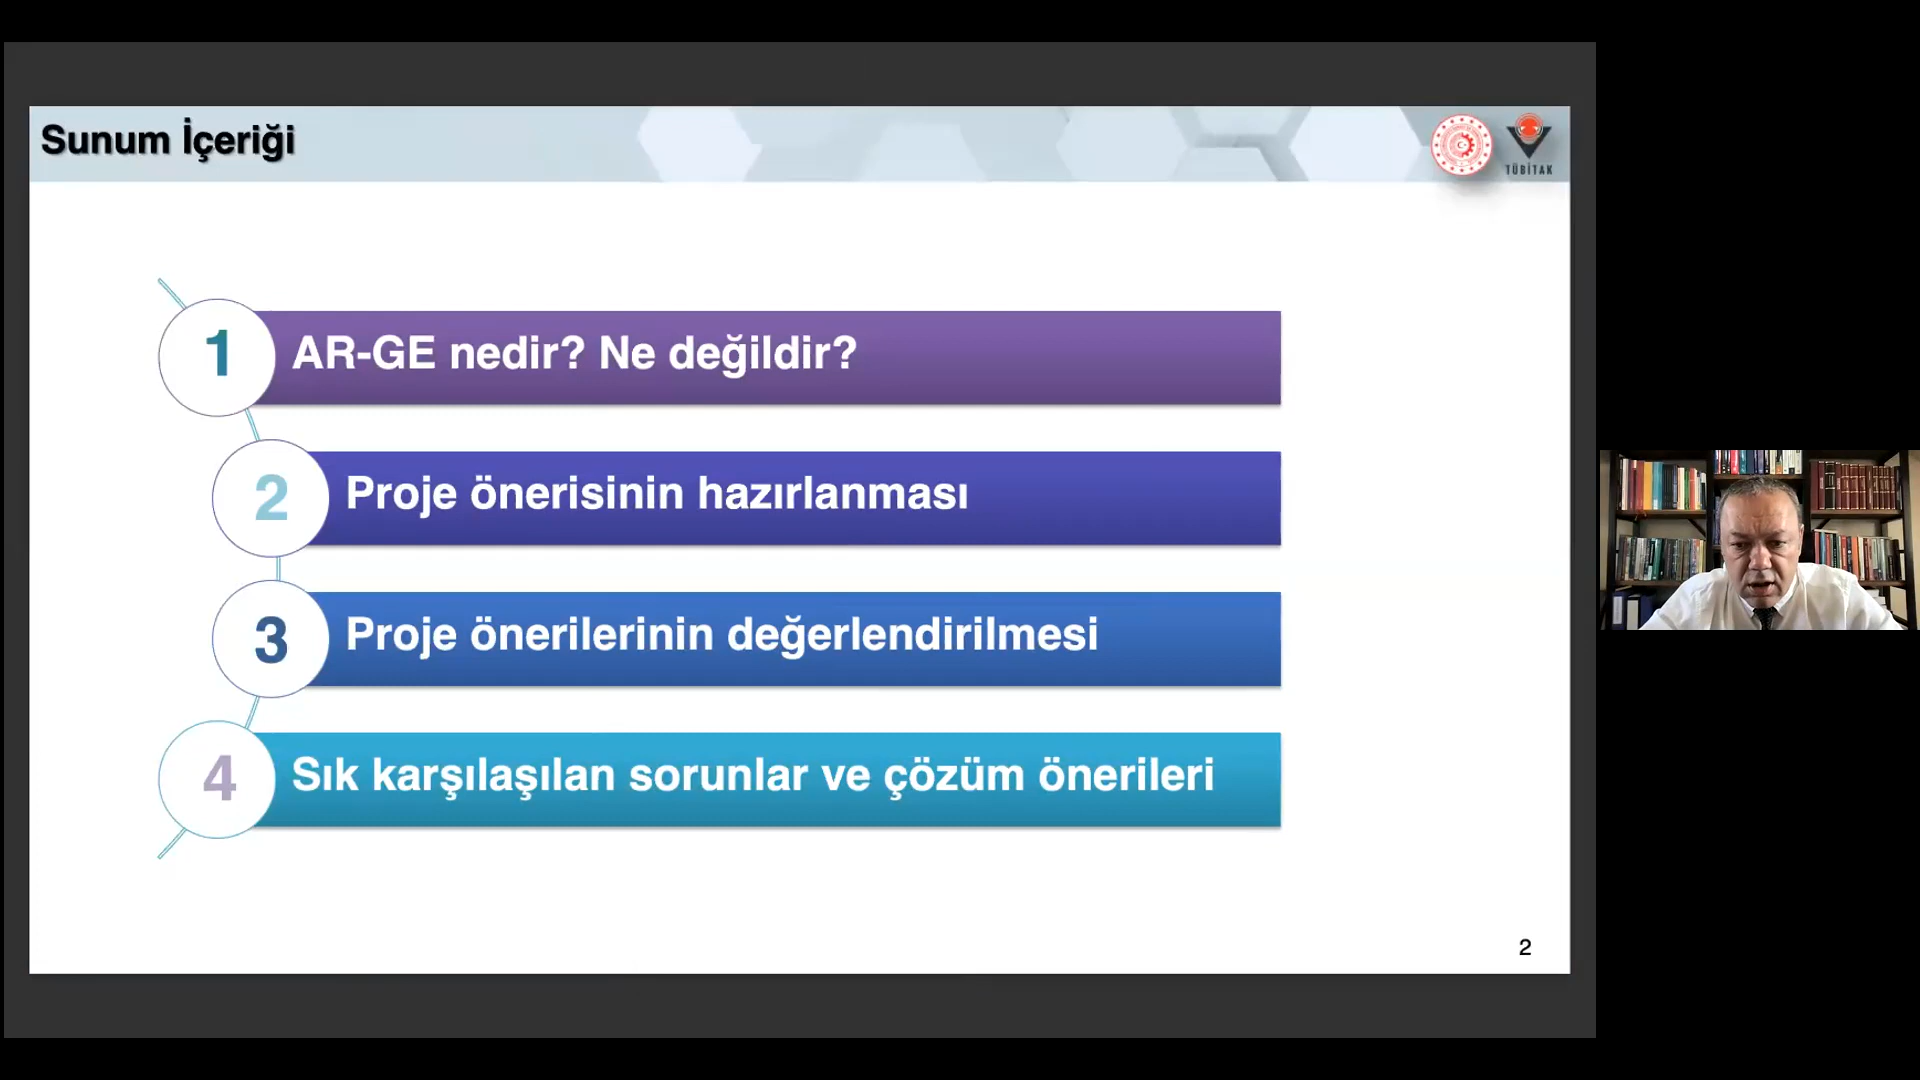 Sunum İçeriği
TÜBİTAK
1
AR-GE nedir? Ne değildir?
2
Proje önerisinin hazırlanması
3
Proje önerilerinin değerlendirilmesi
4
Sık karşılaşılan sorunlar ve çözüm önerileri
2